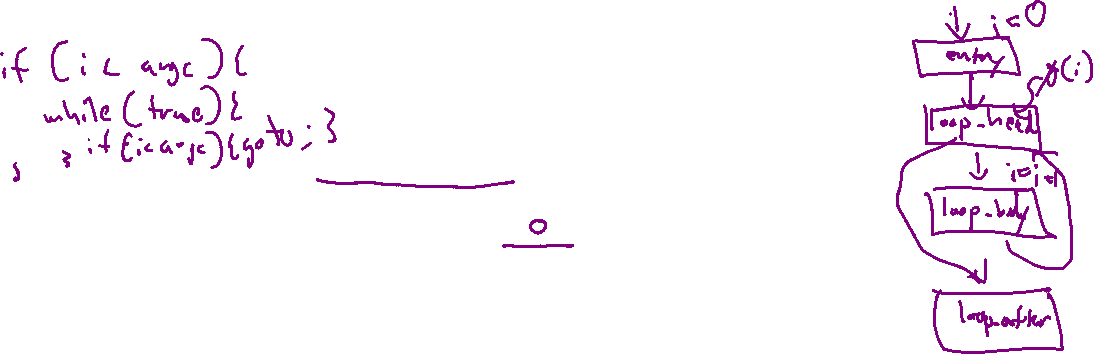 if (i < argc) {
while (true) {
if (i < argc) { goto ; }
}
}
0
i = 0
entry
φ(i)
loop_head
i = i + 1
loop_body
loop_after